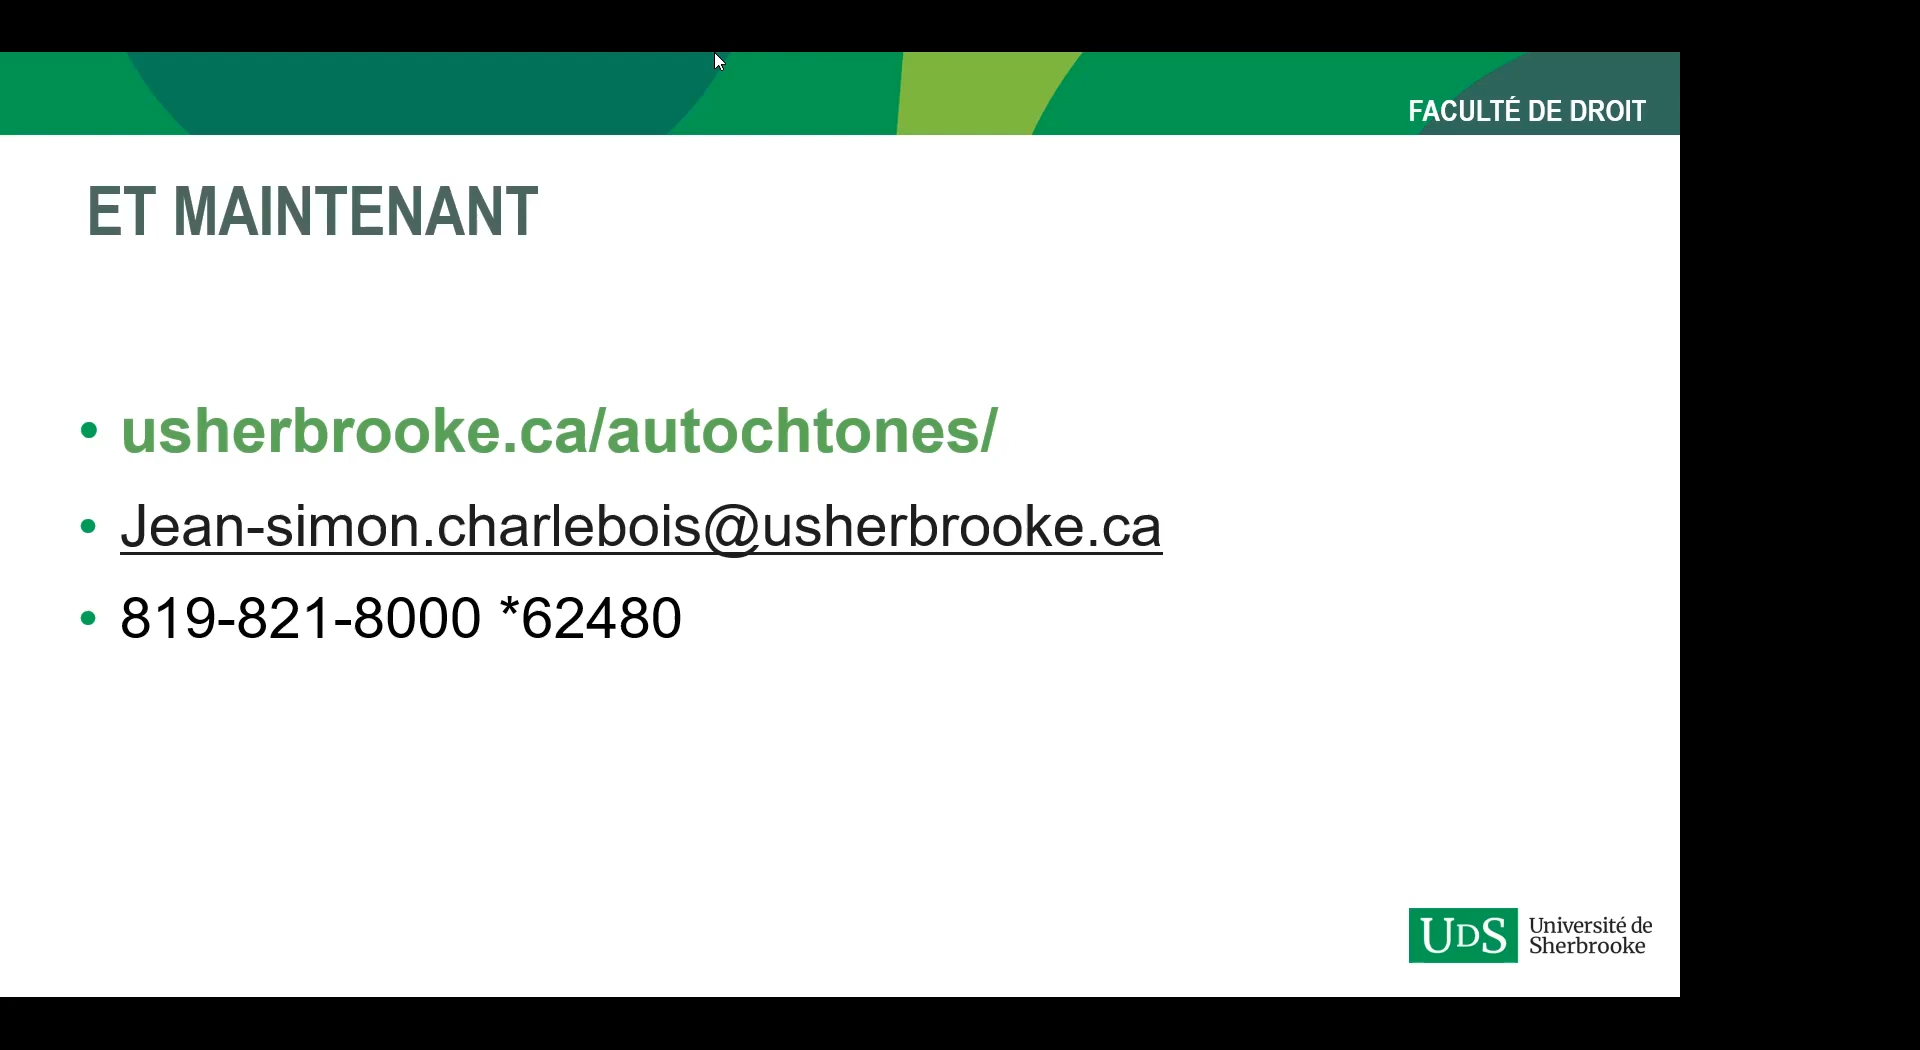 FACULTÉ DE DROIT
ET MAINTENANT
• usherbrooke.ca/autochtones/
• Jean-simon.charlebois@usherbrooke.ca
• 819-821-8000 *62480
UDS Université de
Sherbrooke